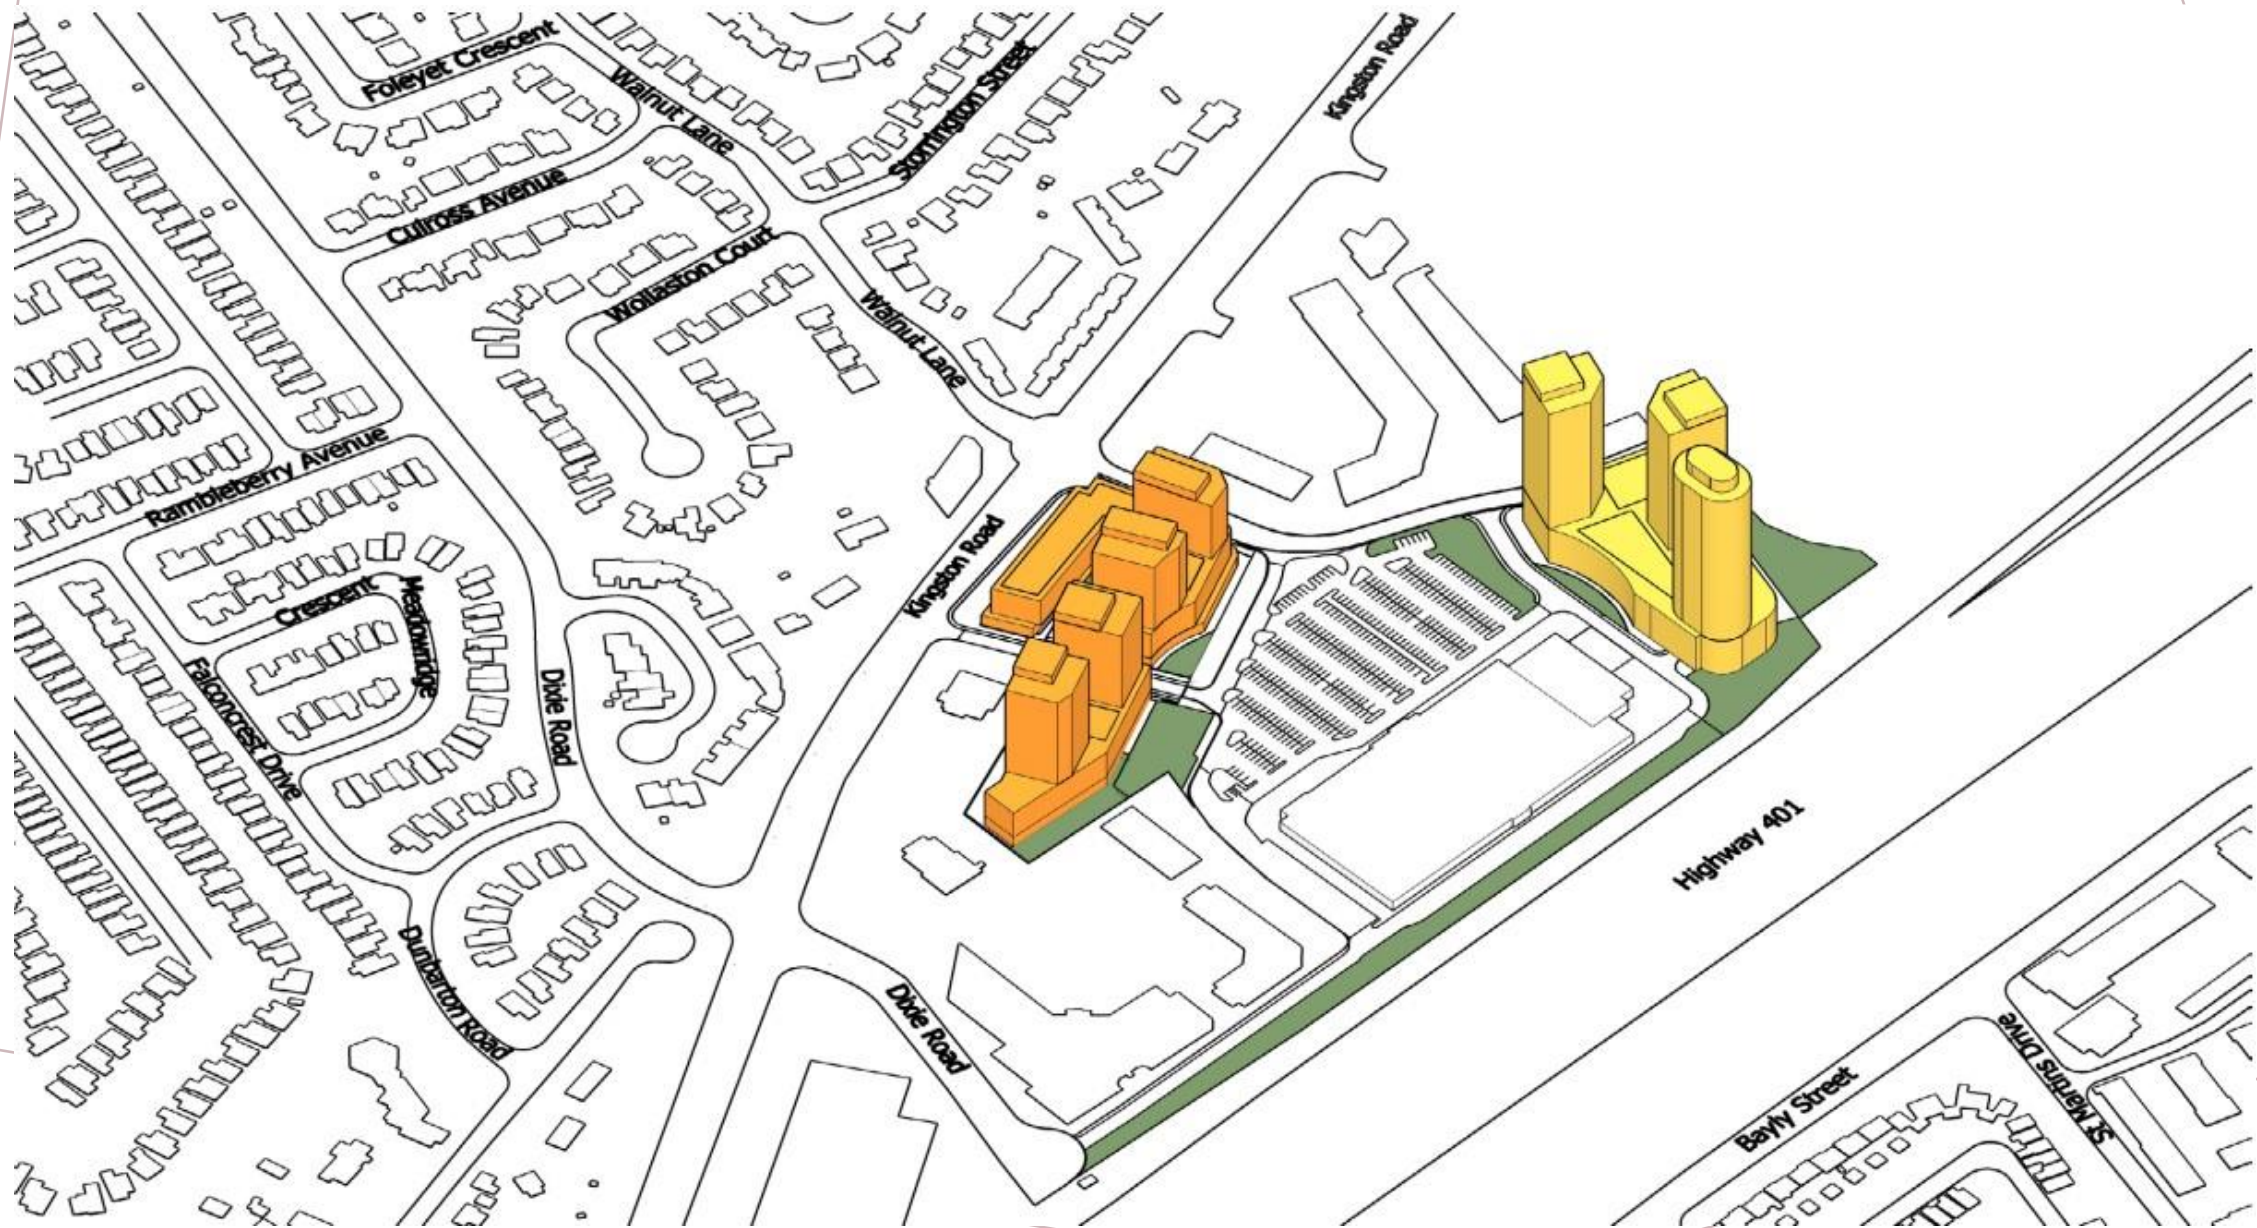 Foleyet Crescent
Walnut Lane
Storrington Street
Kingston Road
Culross Avenue
Wollaston Court
Walnut Lane
Rambleberry Avenue
Kingston Road
Meadowridge
Crescent
Falconcrest Drive
Dixie Road
Highway 401
Dunbarton Road
Dixie Road
St Martins Drive
Bayly Street